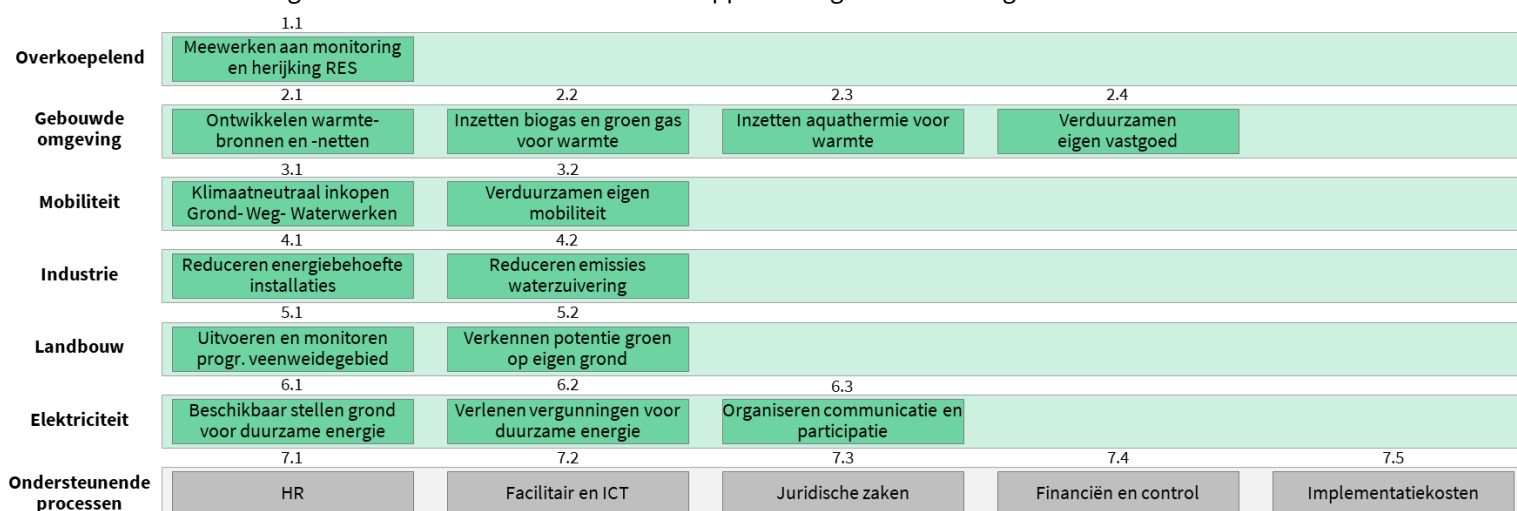 1.1
Overkoepelend
Meewerken aan monitoring
en herijking RES
2.1 2.2 2.3 2.4
Gebouwde
omgeving
Ontwikkelen warmte-
bronnen en -netten
Inzetten biogas en groen gas
voor warmte
Inzetten aquathermie voor
warmte
Verduurzamen
eigen vastgoed
3.1 3.2
Mobiliteit
Klimaatneutraal inkopen
Grond- Weg- Waterwerken
Verduurzamen eigen
mobiliteit
4.1 4.2
Industrie
Reduceren energiebehoefte
installaties
Reduceren emissies
waterzuivering
5.1 5.2
Landbouw
Uitvoeren en monitoren
progr. veenweidegebied
Verkennen potentie groen
op eigen grond
6.1 6.2 6.3
Elektriciteit
Beschikbaar stellen grond
voor duurzame energie
Verlenen vergunningen voor
duurzame energie
Organiseren communicatie en
participatie
7.1 7.2 7.3 7.4 7.5
Ondersteunende
processen
HR
Facilitair en ICT
Juridische zaken
Financiën en control
Implementatiekosten